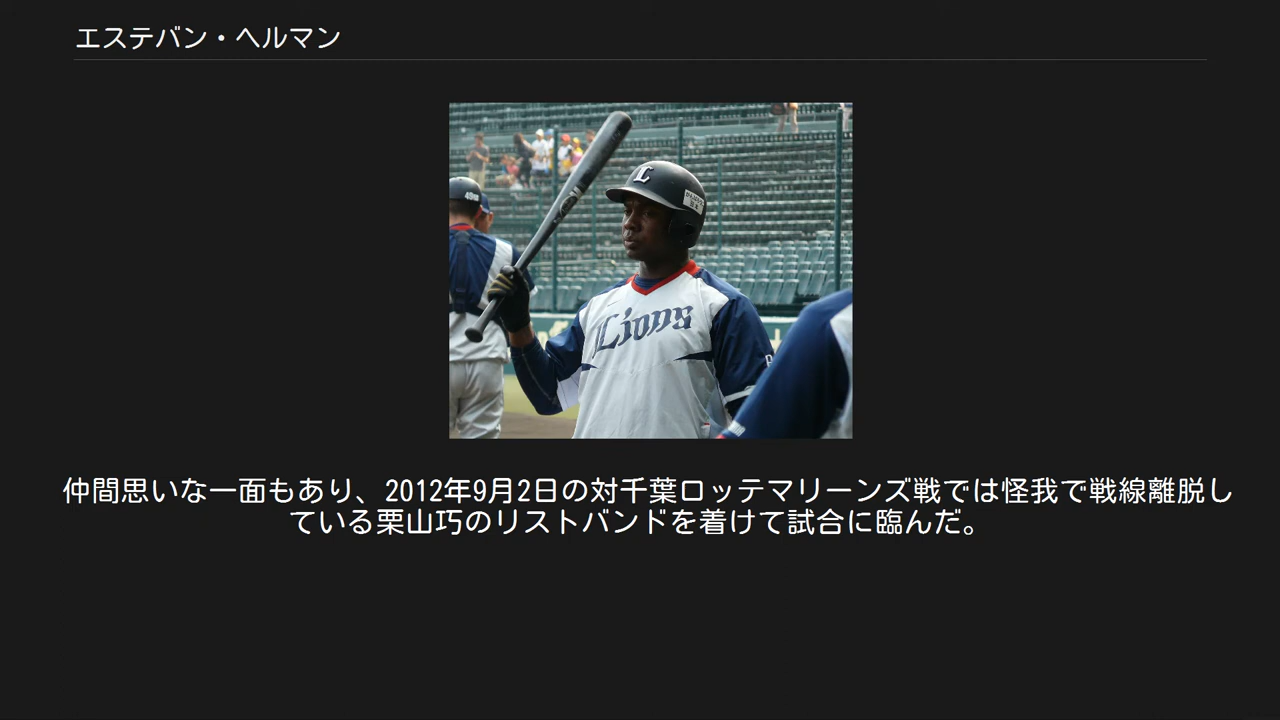 エステバン・ヘルマン
L
Lions
仲間思いな一面もあり、2012年9月2日の対千葉ロッテマリーンズ戦では怪我で戦線離脱し
ている栗山巧のリストバンドを着けて試合に臨んだ。